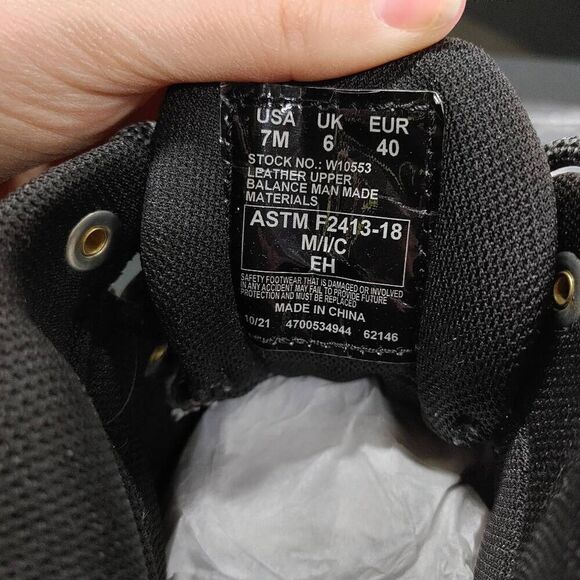 USA UK EUR
7M 6 40
STOCK NO.: W10553
LEATHER UPPER
BALANCE MAN MADE
MATERIALS
ASTM F2413-18
M/I/C
EH
SAFETY FOOTWEAR THAT IS DAMAGED OR INVOLVED
IN ANY ACCIDENT MAY FAIL TO PROVIDE FUTURE
PROTECTION AND MUST BE REPLACED
MADE IN CHINA
10/21 4700534944 62146